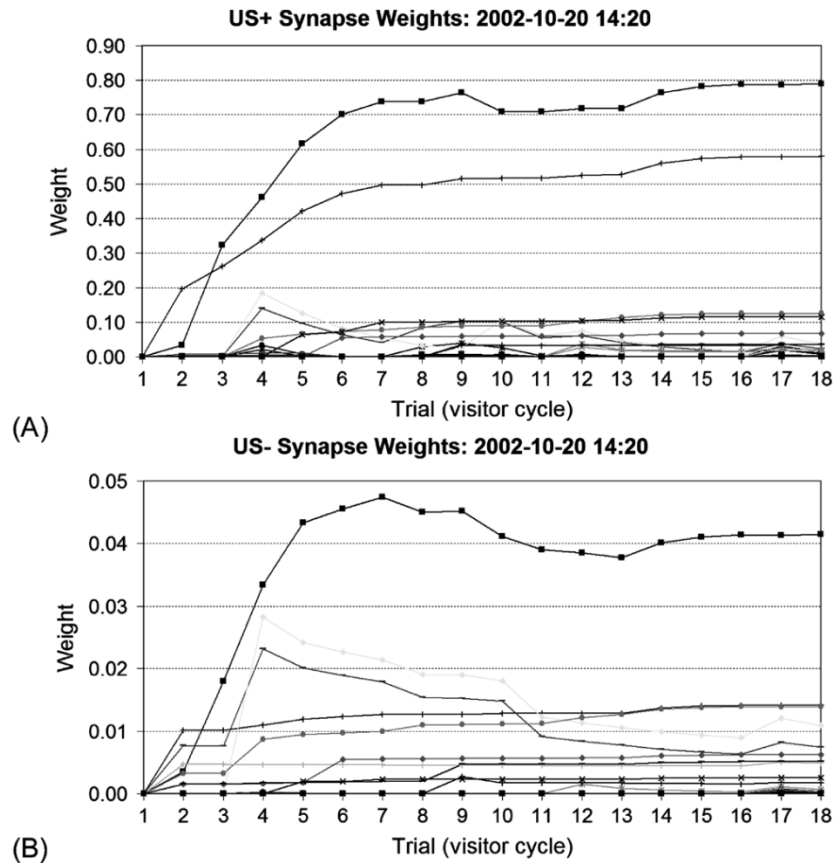 US+ Synapse Weights: 2002-10-20 14:20
0.90
0.80
0.70
0.60
0.50
0.40
0.30
0.20
0.10
0.00
Weight
1 2 3 4 5 6 7 8 9 10 11 12 13 14 15 16 17 18
Trial (visitor cycle)
(A)
US- Synapse Weights: 2002-10-20 14:20
0.05
0.04
0.03
0.02
0.01
0.00
Weight
1 2 3 4 5 6 7 8 9 10 11 12 13 14 15 16 17 18
Trial (visitor cycle)
(B)